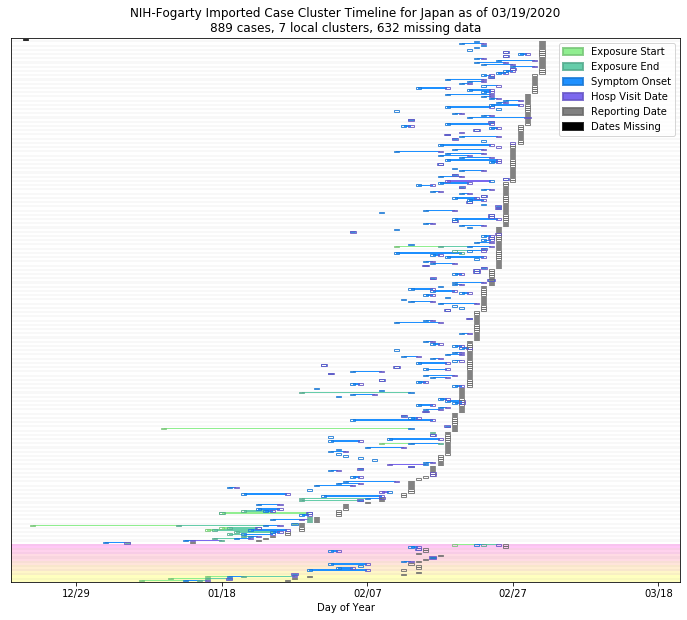 NIH-Fogarty Imported Case Cluster Timeline for Japan as of 03/19/2020
889 cases, 7 local clusters, 632 missing data
Exposure Start
Exposure End
Symptom Onset
Hosp Visit Date
Reporting Date
Dates Missing
12/29 01/18 02/07 02/27 03/18
Day of Year